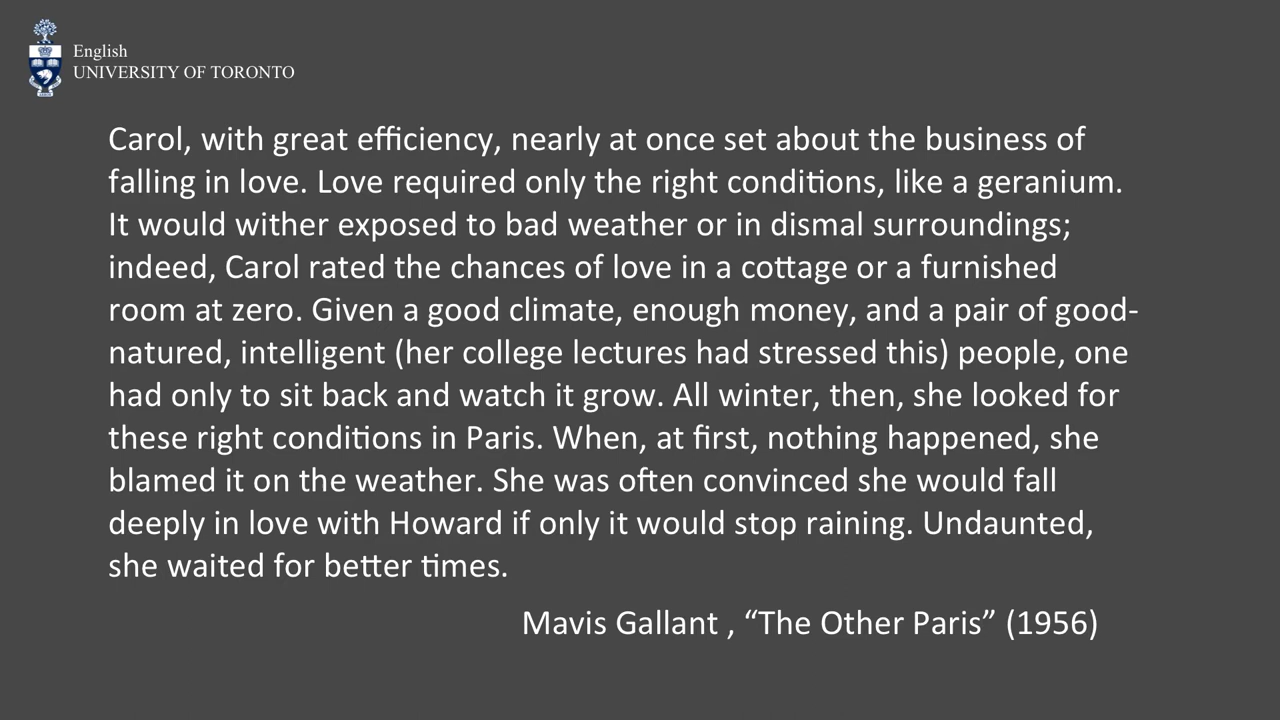 English
UNIVERSITY OF TORONTO
Carol, with great efficiency, nearly at once set about the business of
falling in love. Love required only the right conditions, like a geranium.
It would wither exposed to bad weather or in dismal surroundings;
indeed, Carol rated the chances of love in a cottage or a furnished
room at zero. Given a good climate, enough money, and a pair of good-
natured, intelligent (her college lectures had stressed this) people, one
had only to sit back and watch it grow. All winter, then, she looked for
these right conditions in Paris. When, at first, nothing happened, she
blamed it on the weather. She was often convinced she would fall
deeply in love with Howard if only it would stop raining. Undaunted,
she waited for better times.
Mavis Gallant , “The Other Paris” (1956)